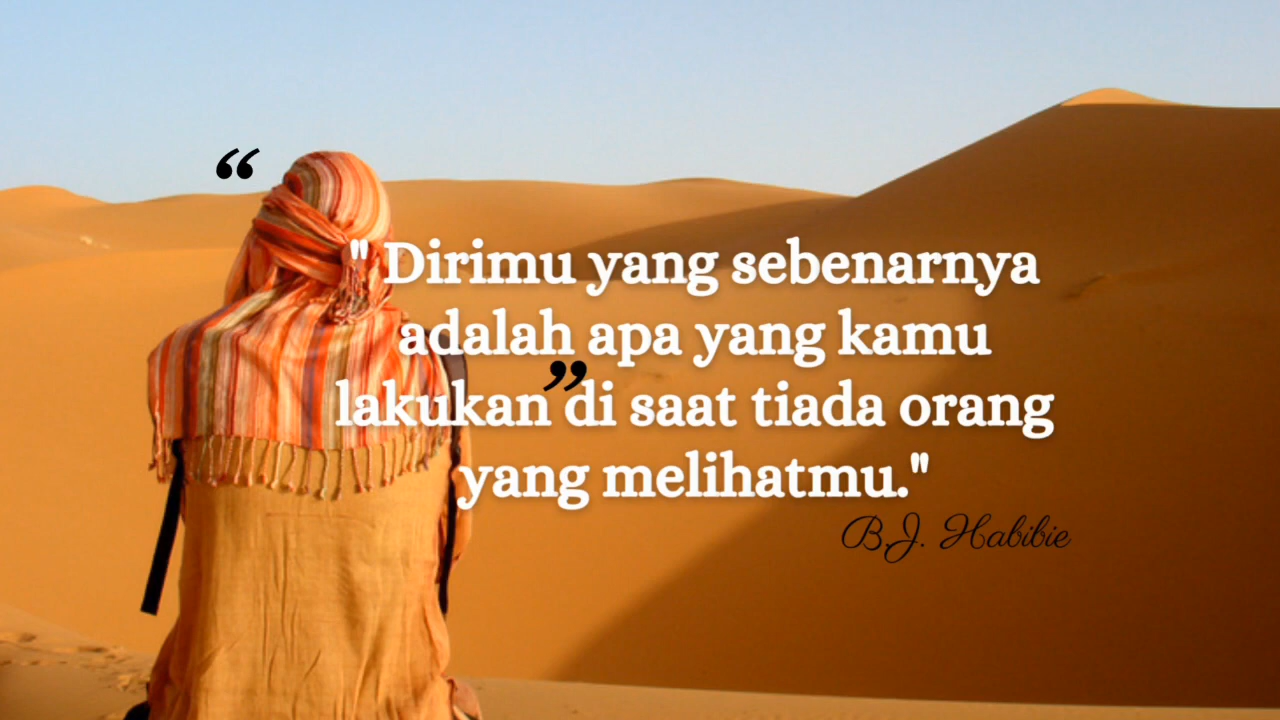 “
" Dirimu yang sebenarnya
adalah apa yang kamu
lakukan di saat tiada orang
yang melihatmu."
”
B.J. Habibie